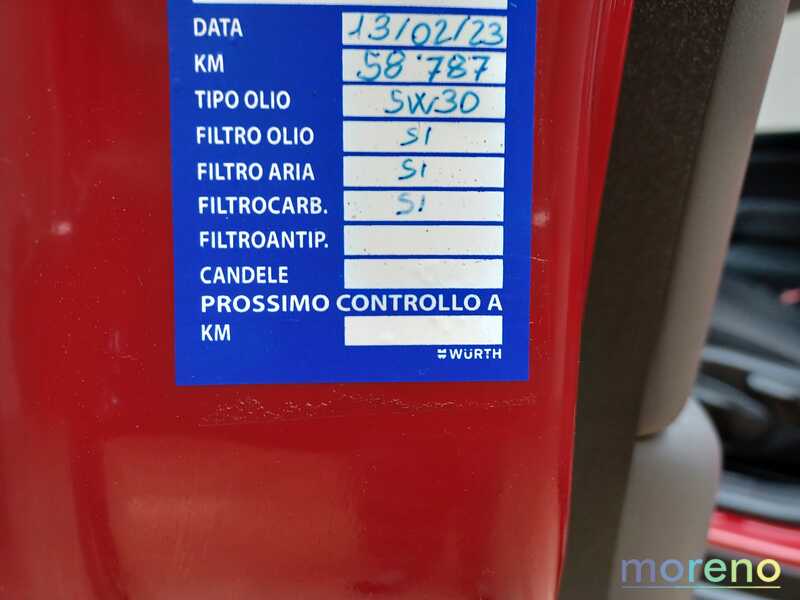 DATA 13/02/23
KM 58'787
TIPO OLIO 5W30
FILTRO OLIO SI
FILTRO ARIA SI
FILTROCARB. SI
FILTROANTIP.
CANDELE
PROSSIMO CONTROLLO A
KM
WÜRTH
moreno